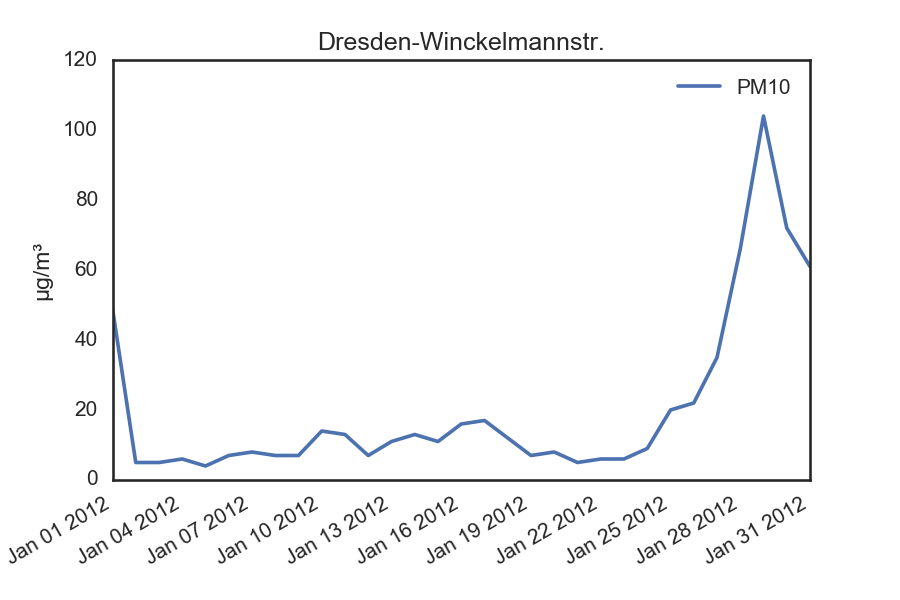 Dresden-Winckelmannstr.
PM10
µg/m³
120
100
80
60
40
20
0
Jan 01 2012
Jan 04 2012
Jan 07 2012
Jan 10 2012
Jan 13 2012
Jan 16 2012
Jan 19 2012
Jan 22 2012
Jan 25 2012
Jan 28 2012
Jan 31 2012